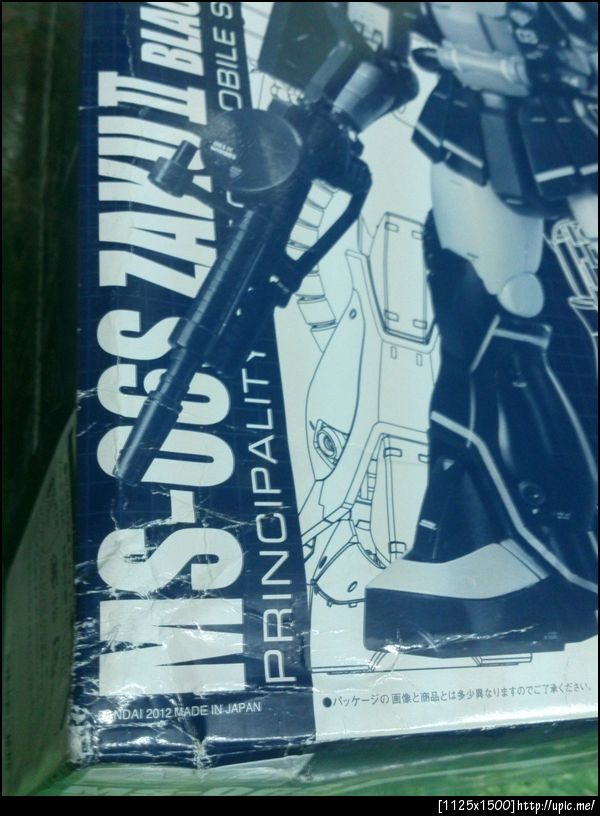 MS-06S ZAKU II BLAC
PRINCIPALITY
OBILE S
BANDAI 2012 MADE IN JAPAN
●パッケージの画像と商品とは多少異なりますのでご了承ください。
[1125x1500]http://upic.me/